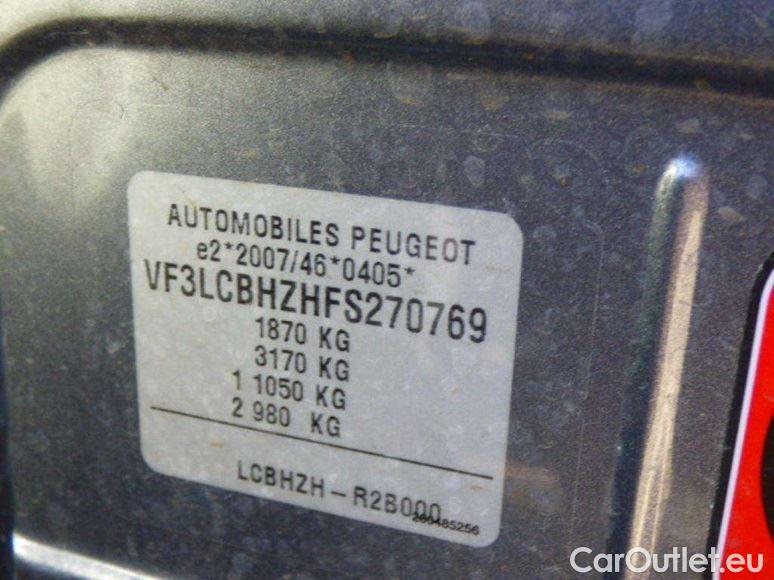 AUTOMOBILES PEUGEOT
e2*2007/46*0405*
VF3LCBHZHFS270769
1870 KG
3170 KG
1 1050 KG
2 980 KG
LCBHZH-R2B000
200485256
CarOutlet.eu